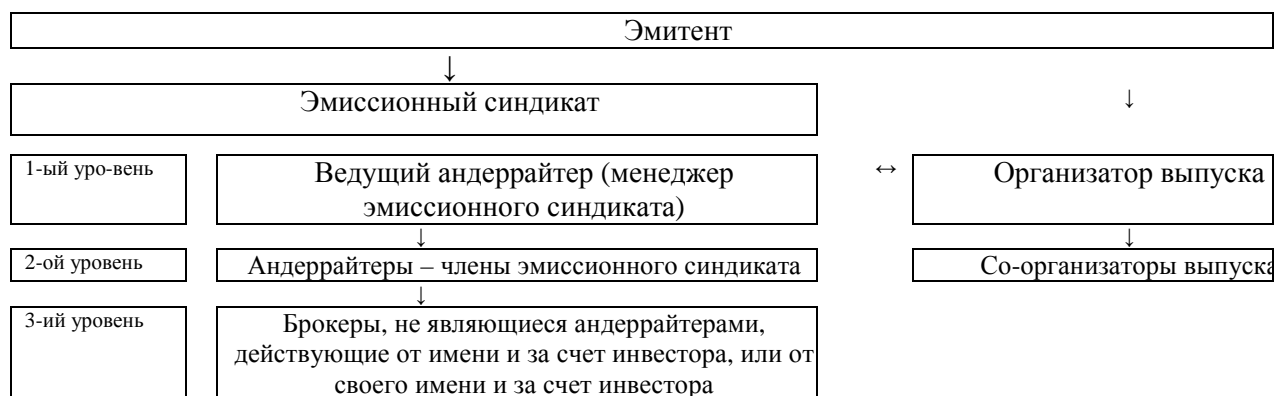 Эмитент
↓
Эмиссионный синдикат ↓
1-ый уро-вень Ведущий андеррайтер (менеджер ↔ Организатор выпуска
эмиссионного синдиката)
↓ ↓
2-ой уровень Андеррайтеры – члены эмиссионного синдиката Со-организаторы выпуска
↓
3-ий уровень Брокеры, не являющиеся андеррайтерами,
действующие от имени и за счет инвестора, или от
своего имени и за счет инвестора